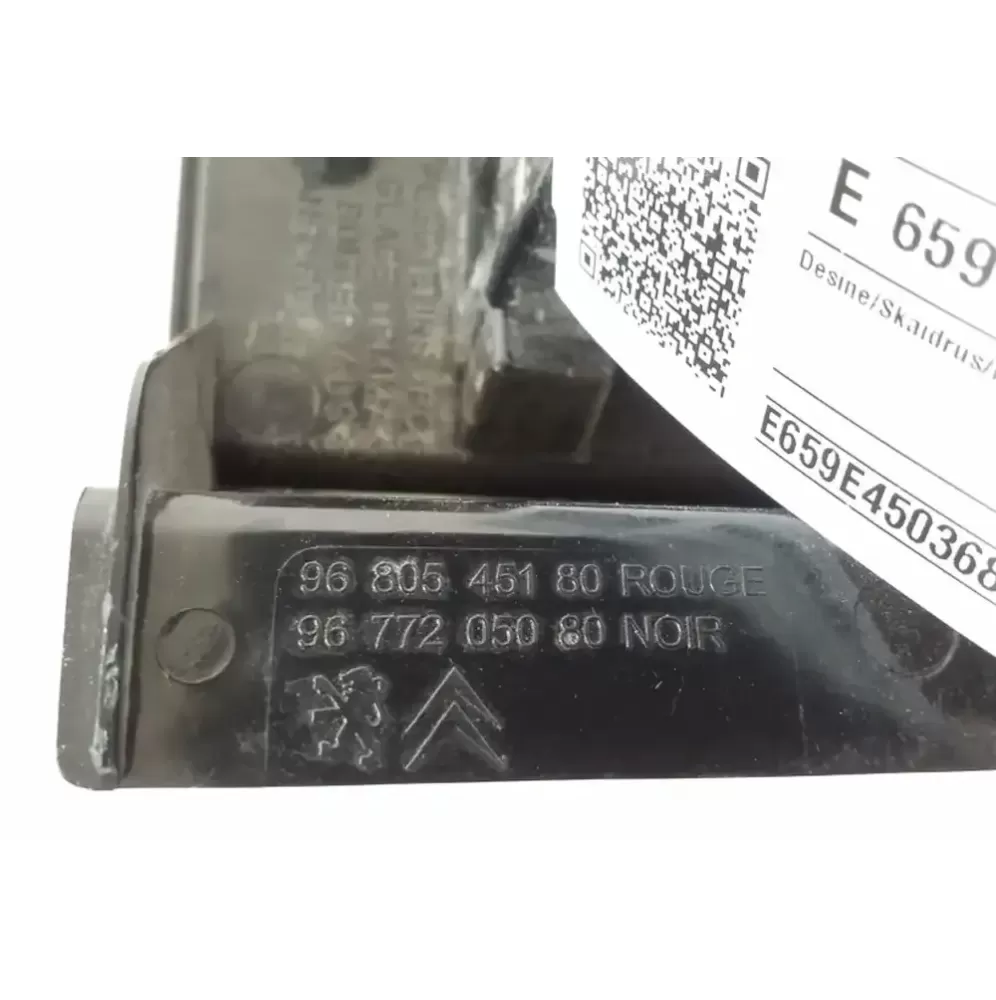 E 659
Desine/Skaidrus/
E659E450368
96 805 451 80 ROUGE
96 772 050 80 NOIR